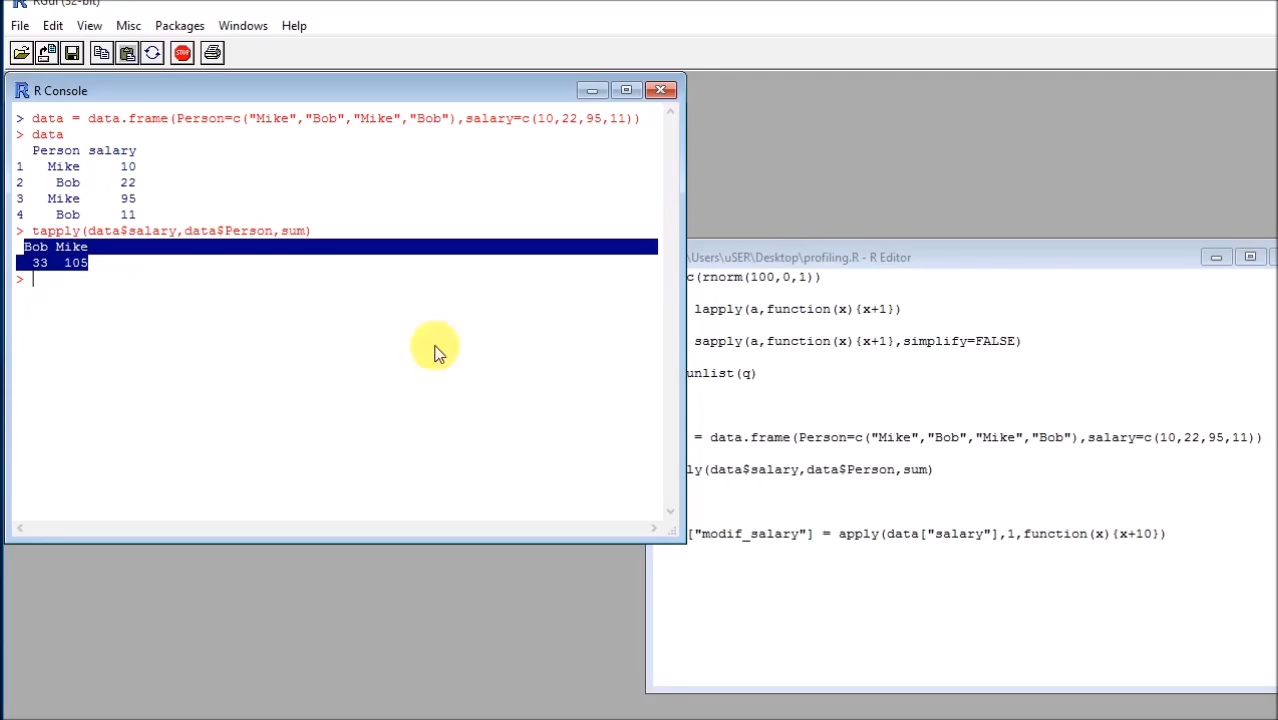 RGui (32-bit)
File Edit View Misc Packages Windows Help
STOP
R Console
> data = data.frame(Person=c("Mike","Bob","Mike","Bob"),salary=c(10,22,95,11))
> data
Person salary
1 Mike 10
2 Bob 22
3 Mike 95
4 Bob 11
> tapply(data$salary,data$Person,sum)
Bob Mike
33 105
>
\Users\uSER\Desktop\profiling.R - R Editor
c(rnorm(100,0,1))
lapply(a,function(x){x+1})
sapply(a,function(x){x+1},simplify=FALSE)
unlist(q)
= data.frame(Person=c("Mike","Bob","Mike","Bob"),salary=c(10,22,95,11))
ly(data$salary,data$Person,sum)
["modif_salary"] = apply(data["salary"],1,function(x){x+10})